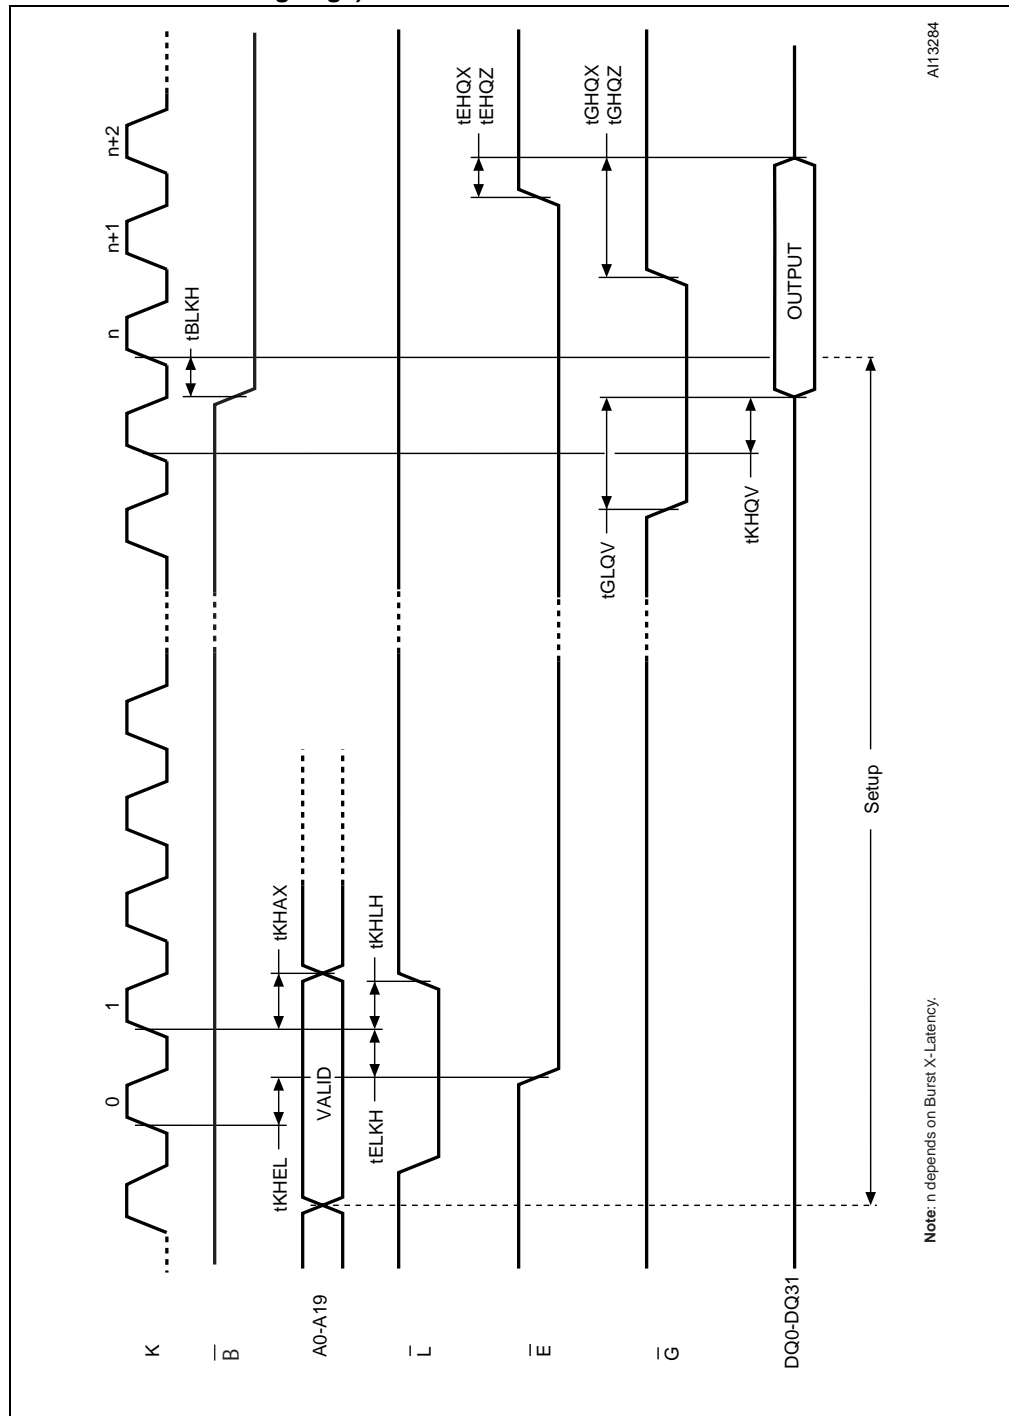 n+2
n+1
n
1
0
K
tBLKH
B
tKHAX
VALID
tKHEL
A0-A19
tKHLH
tELKH
L
tEHQX
tEHQZ
E
tGHQX
tGHQZ
tGLQV
G
tKHQV
OUTPUT
DQ0-DQ31
Setup
AI13284
Note: n depends on Burst X-Latency.